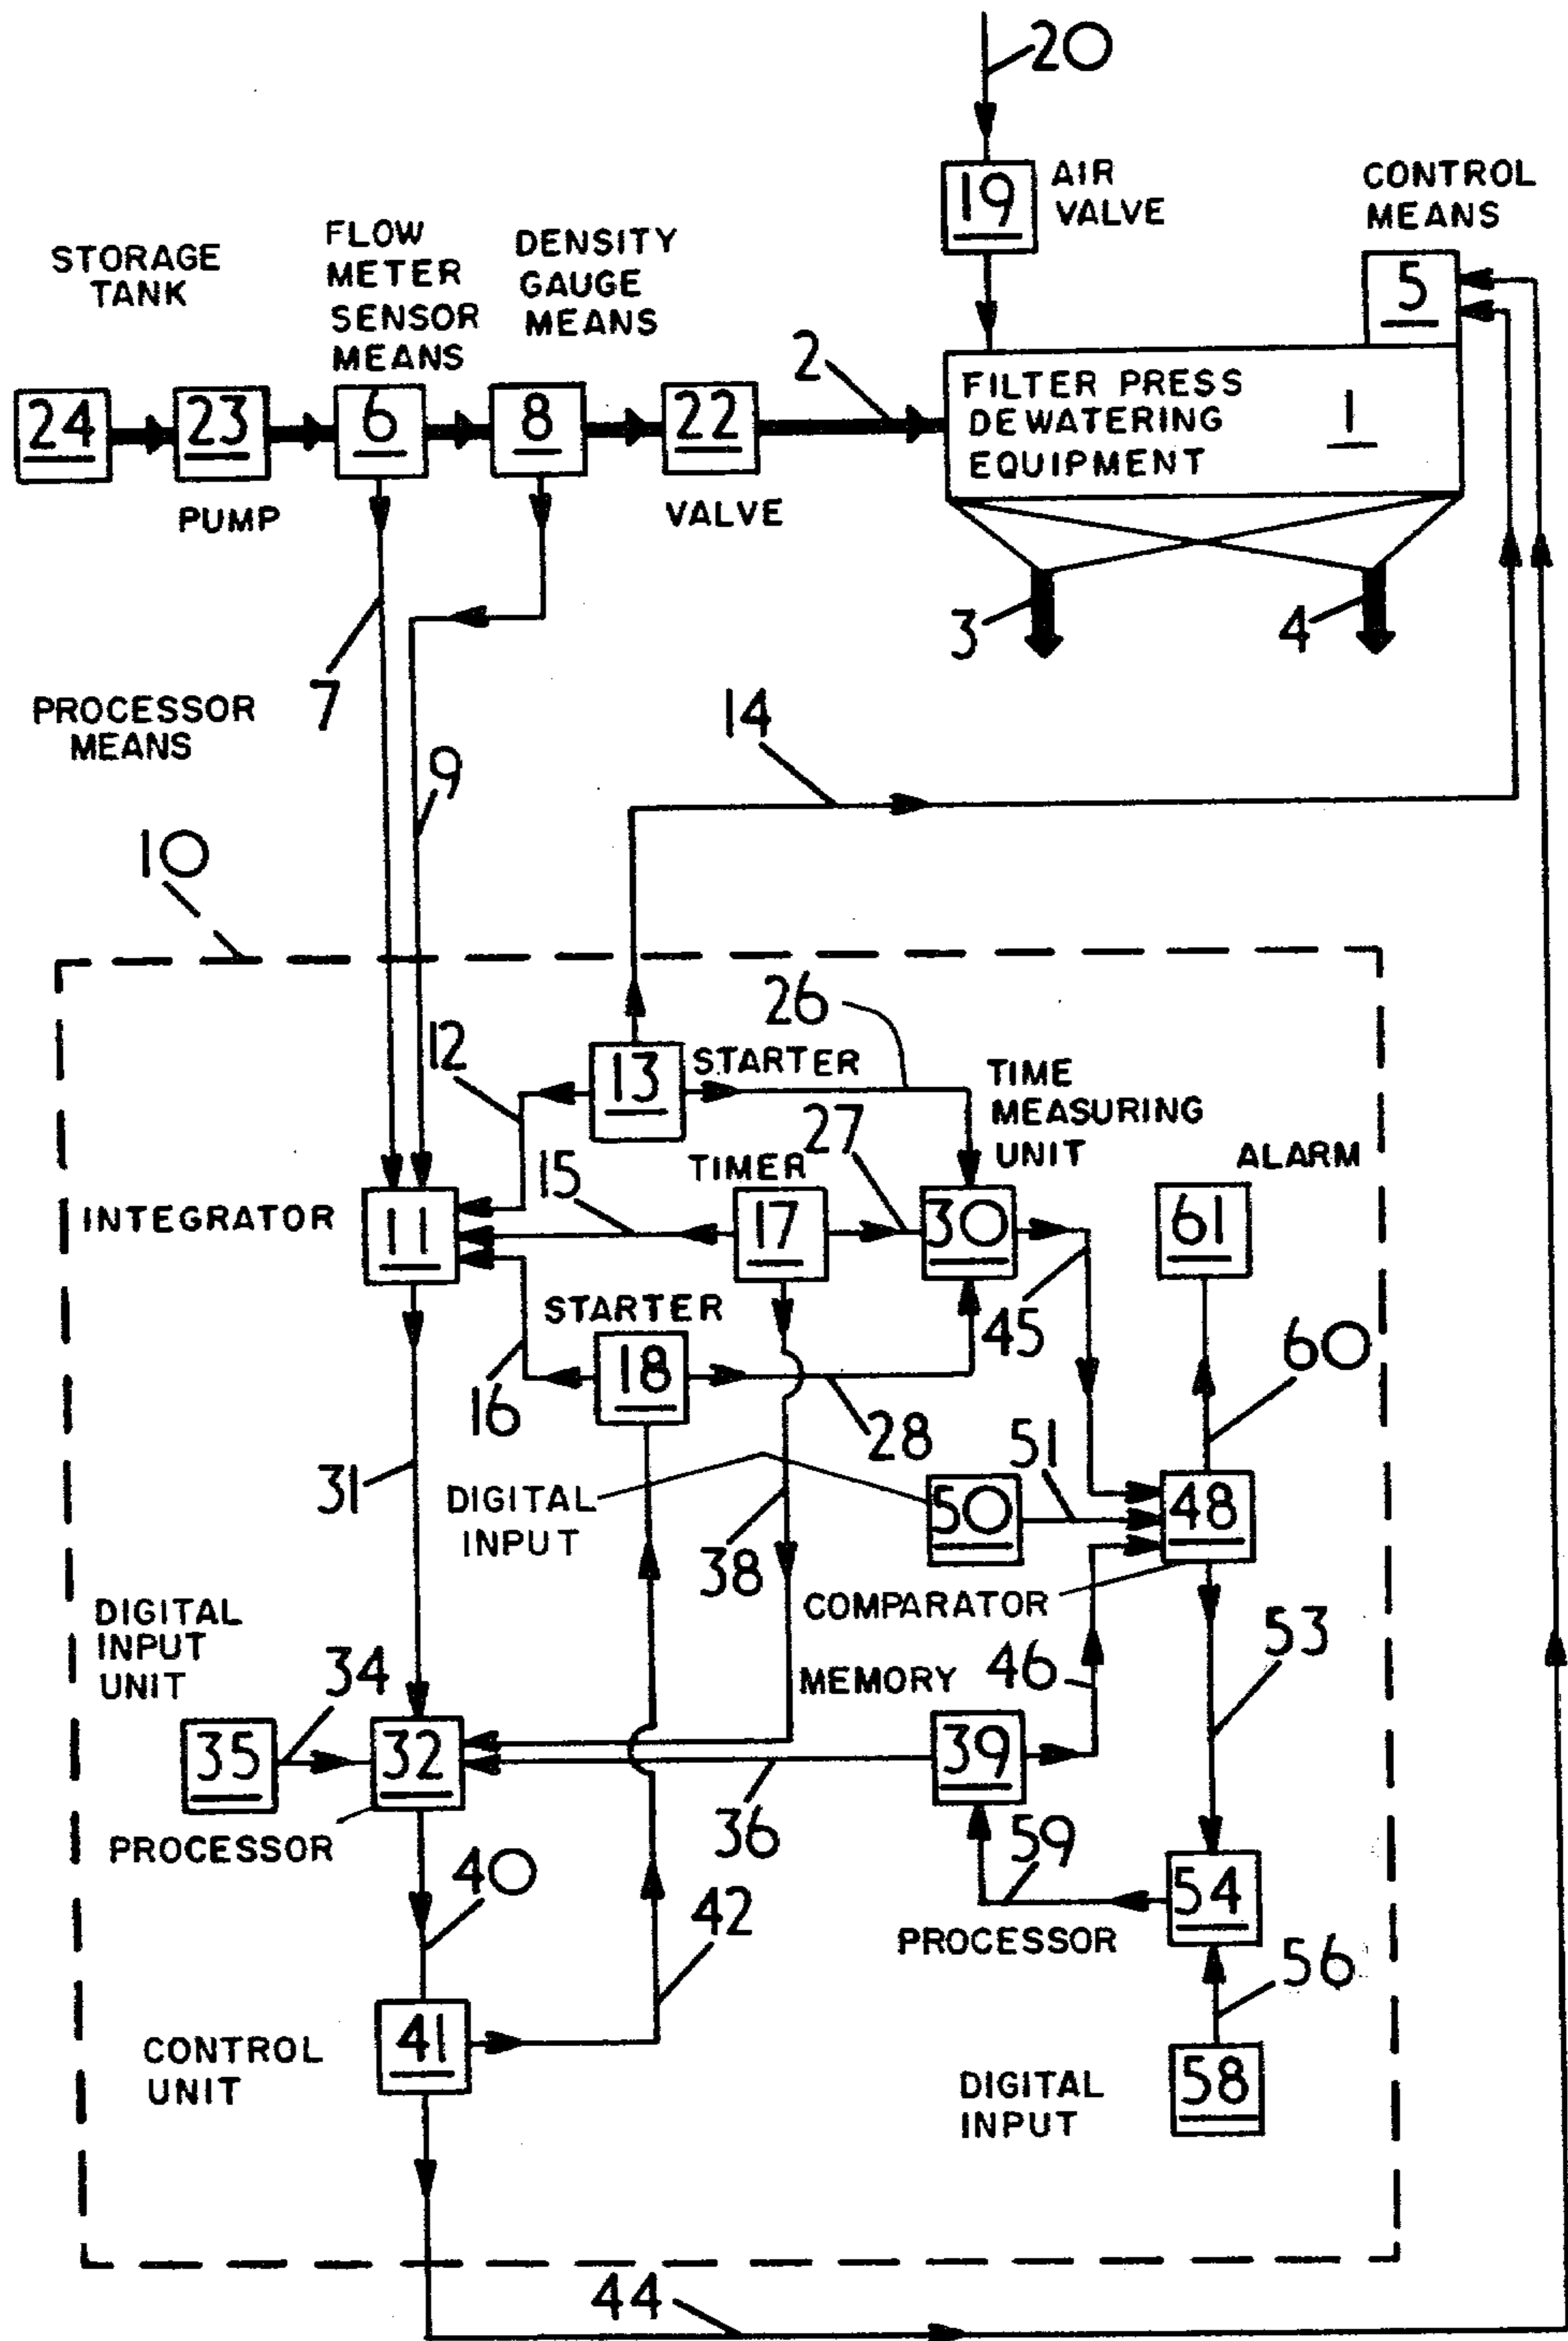 20
19
AIR
VALVE
CONTROL
MEANS
5
STORAGE
TANK
FLOW
METER
SENSOR
MEANS
DENSITY
GAUGE
MEANS
2
24
23
6
8
22
FILTER PRESS
DEWATERING
EQUIPMENT
1
PUMP
VALVE
3
4
7
PROCESSOR
MEANS
9
14
10
26
12
13
STARTER
TIME
MEASURING
UNIT
27
TIMER
15
ALARM
INTEGRATOR
11
17
30
61
STARTER
45
60
16
18
28
51
31
DIGITAL
INPUT
50
48
38
COMPARATOR
DIGITAL
INPUT
UNIT
34
MEMORY
46
53
35
32
39
36
59
PROCESSOR
40
42
54
PROCESSOR
56
CONTROL
UNIT
41
DIGITAL
INPUT
58
44